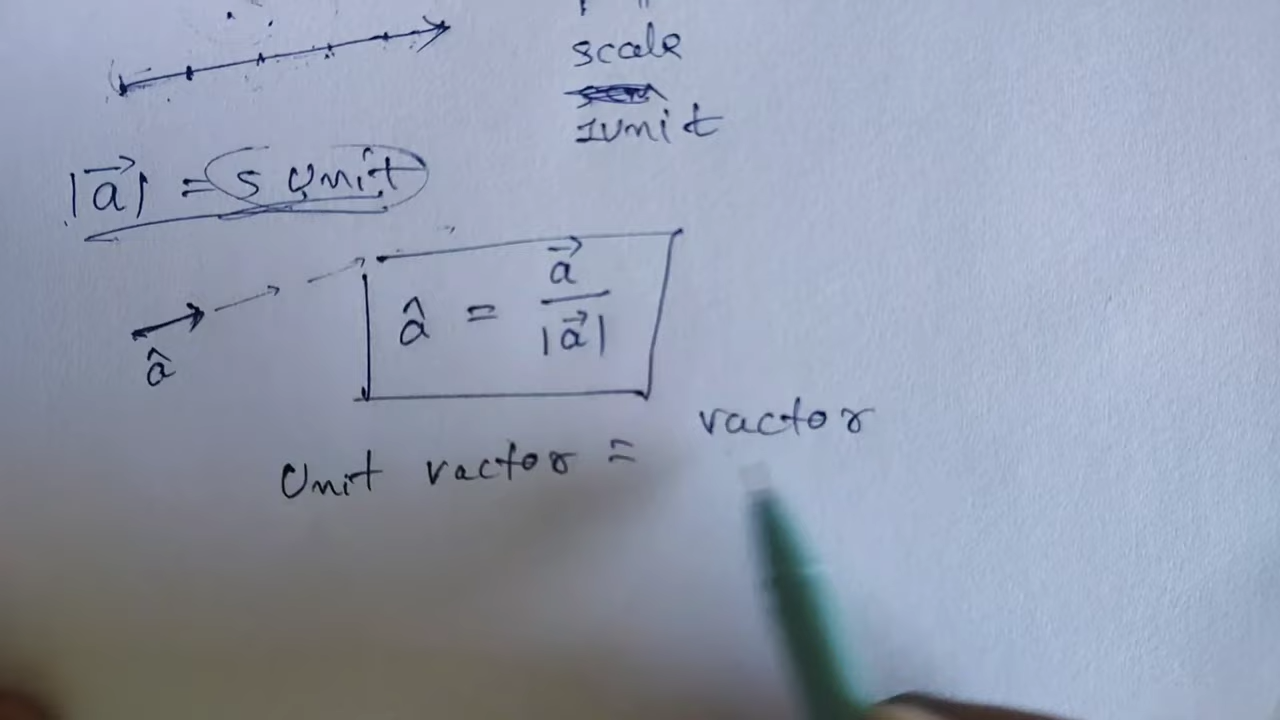 scale
1unit
|a⃗| = 5 unit
â = a⃗ / |a⃗|
â
vactor
Unit vactor =